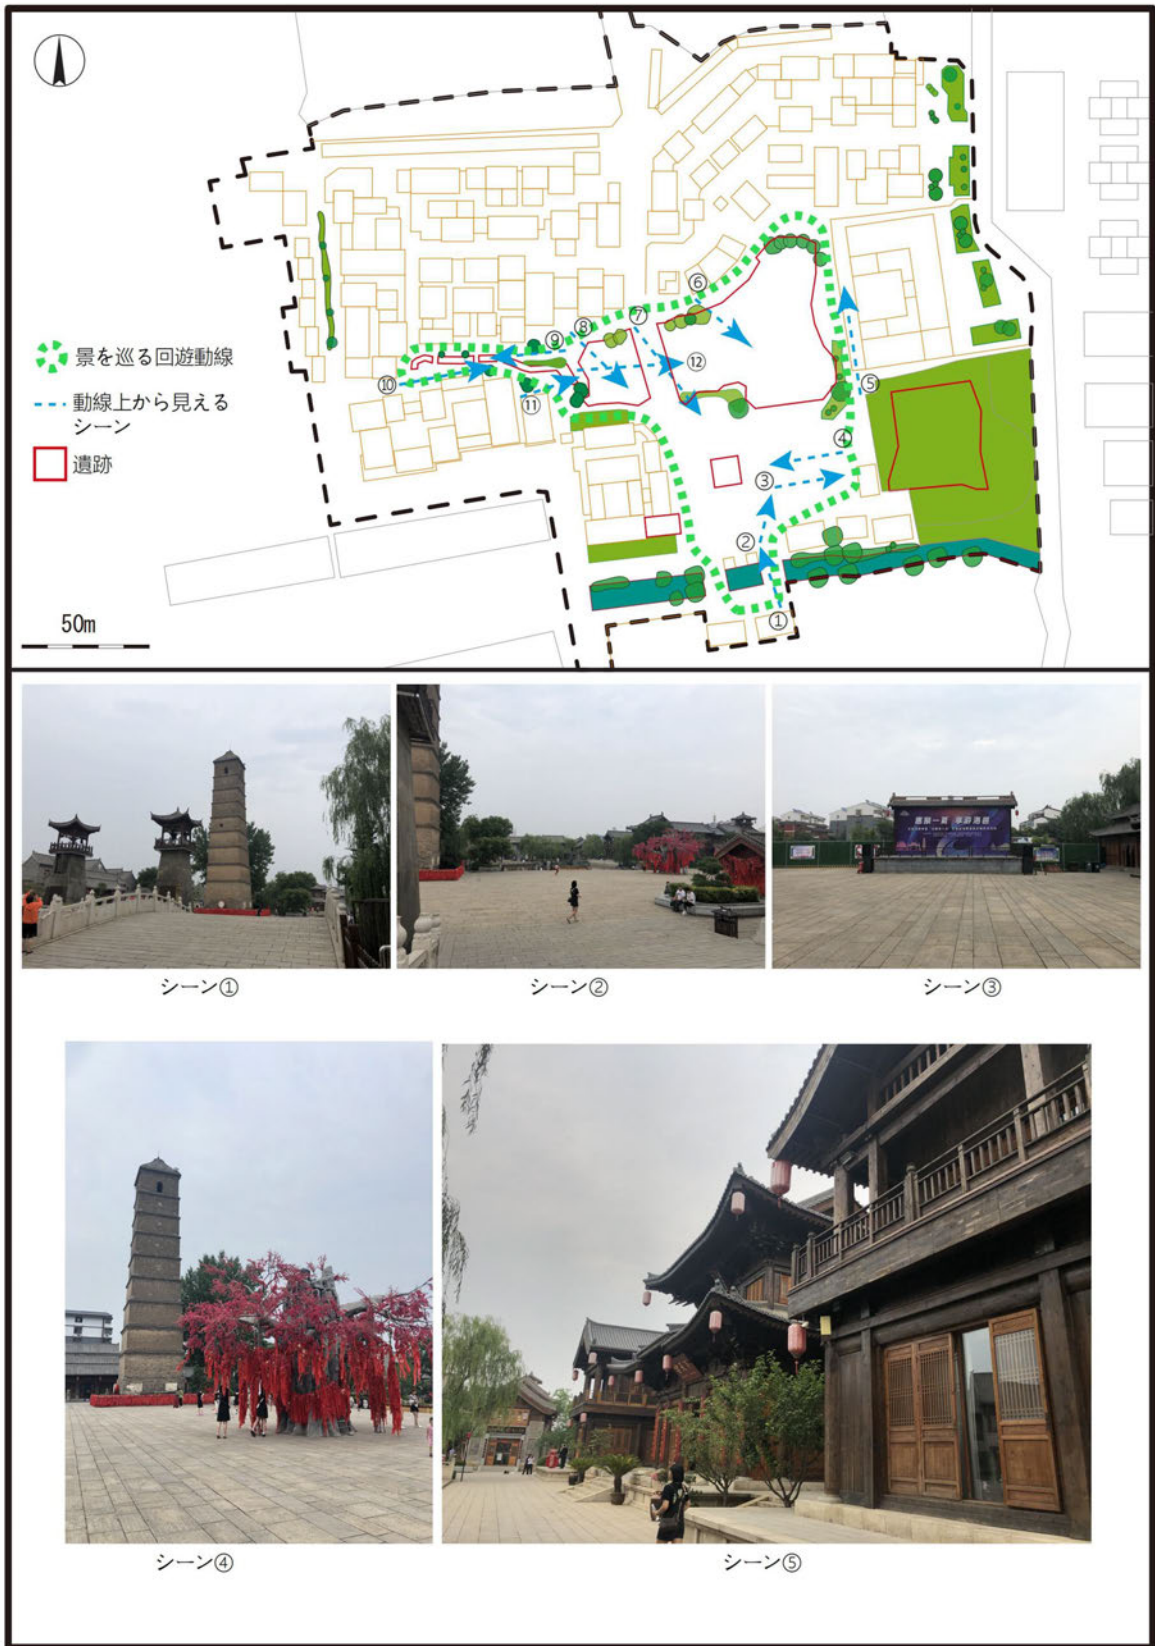 景を巡る回遊動線
動線上から見える
シーン
遺跡
50m
①
②
③
④
⑤
⑥
⑦
⑧
⑨
⑩
⑪
⑫
シーン①
シーン②
シーン③
シーン④
シーン⑤